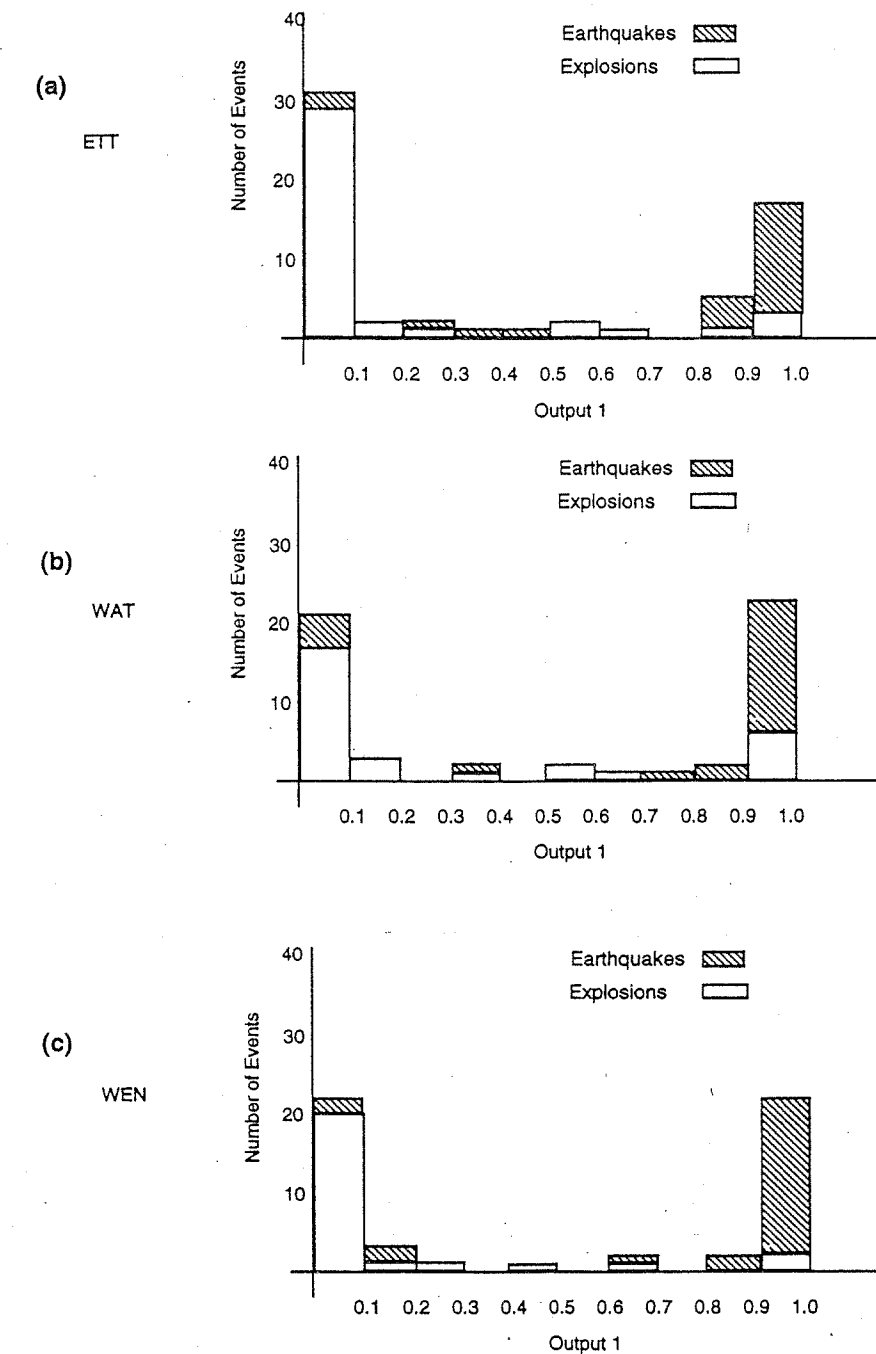 (a)
ETT
Number of Events
40
30
20
10
Earthquakes
Explosions
0.1 0.2 0.3 0.4 0.5 0.6 0.7 0.8 0.9 1.0
Output 1
(b)
WAT
Number of Events
40
30
20
10
Earthquakes
Explosions
0.1 0.2 0.3 0.4 0.5 0.6 0.7 0.8 0.9 1.0
Output 1
(c)
WEN
Number of Events
40
30
20
10
Earthquakes
Explosions
0.1 0.2 0.3 0.4 0.5 0.6 0.7 0.8 0.9 1.0
Output 1